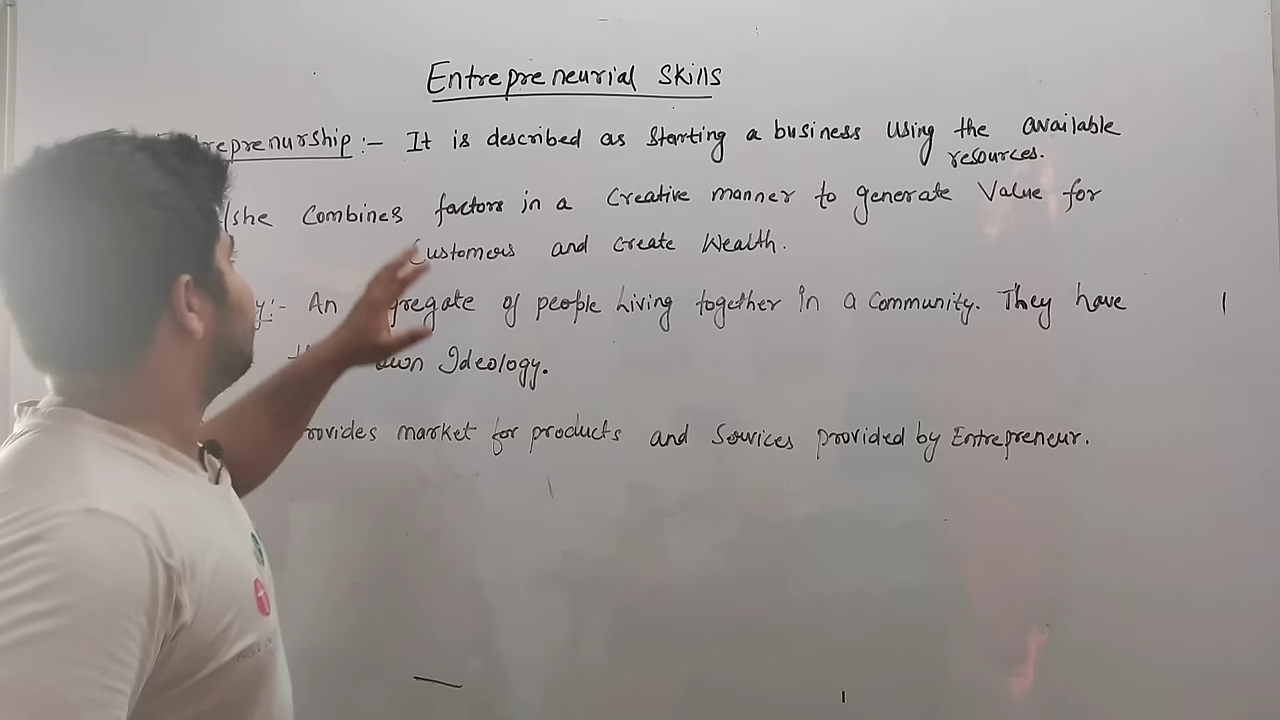 Entrepreneurial Skills
reprenurship :- It is described as Starting a business Using the available
resources.
/she Combines factors in a Creative manner to generate Value for
Customers and Create Wealth.
y:- An gregate of people Living together In a Community. They have
own Ideology.
rovides market for products and Services provided by Entrepreneur.